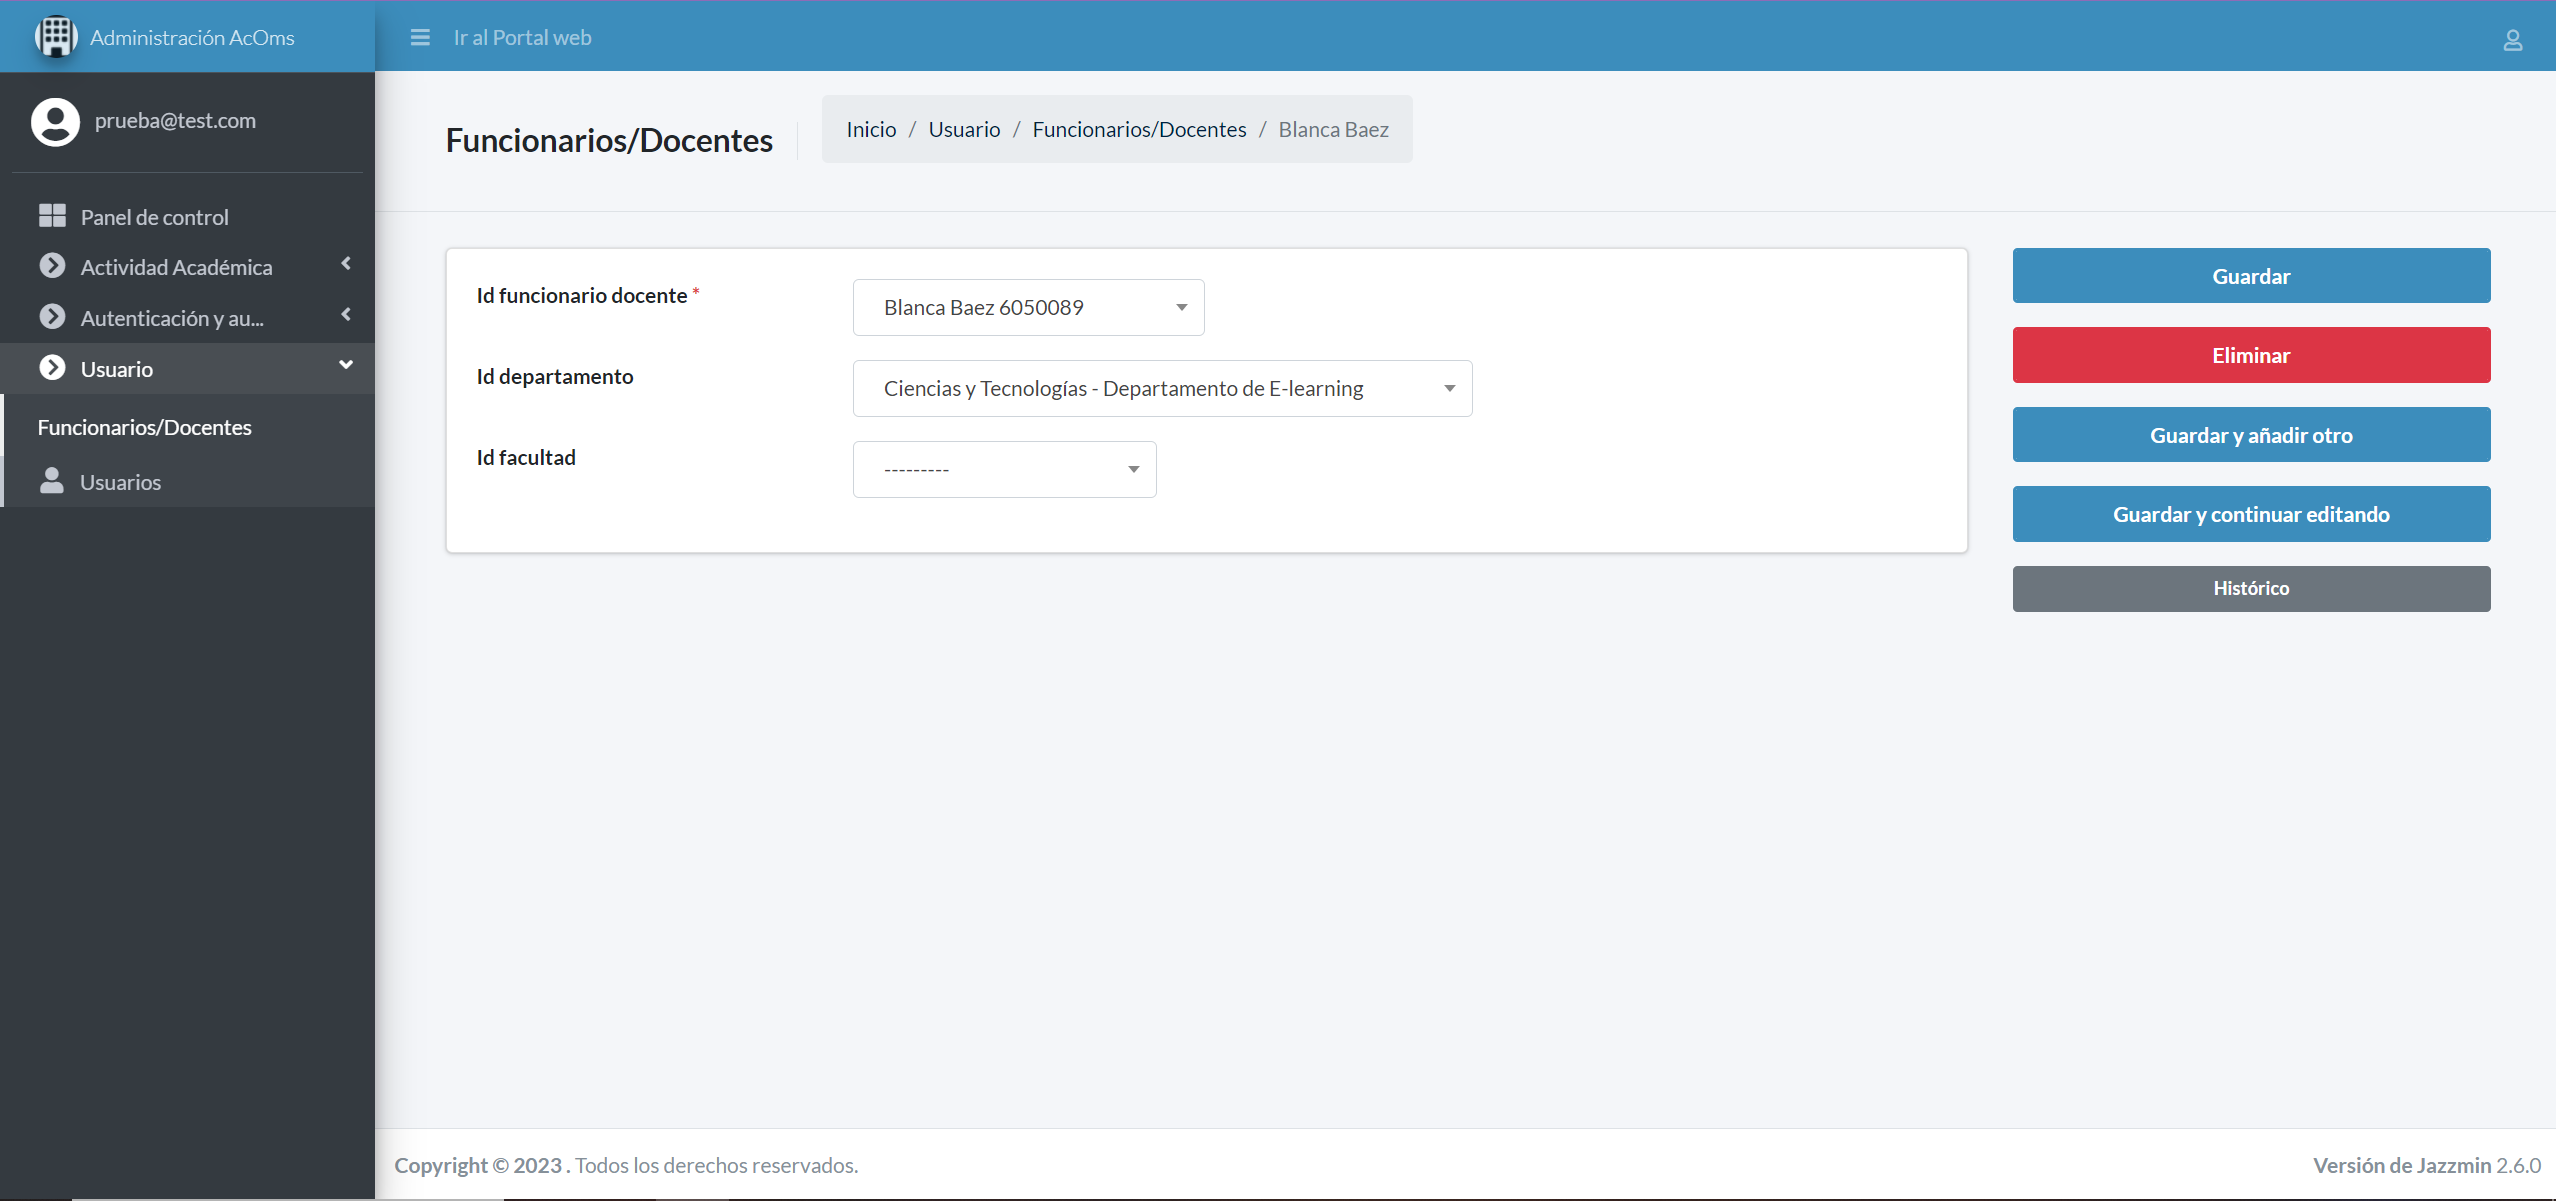 Administración AcOms
Ir al Portal web
prueba@test.com
Panel de control
Actividad Académica
Autenticación y au...
Usuario
Funcionarios/Docentes
Usuarios
Funcionarios/Docentes
Inicio / Usuario / Funcionarios/Docentes / Blanca Baez
Id funcionario docente *
Blanca Baez 6050089
Id departamento
Ciencias y Tecnologías - Departamento de E-learning
Id facultad
---------
Guardar
Eliminar
Guardar y añadir otro
Guardar y continuar editando
Histórico
Copyright © 2023 . Todos los derechos reservados.
Versión de Jazzmin 2.6.0